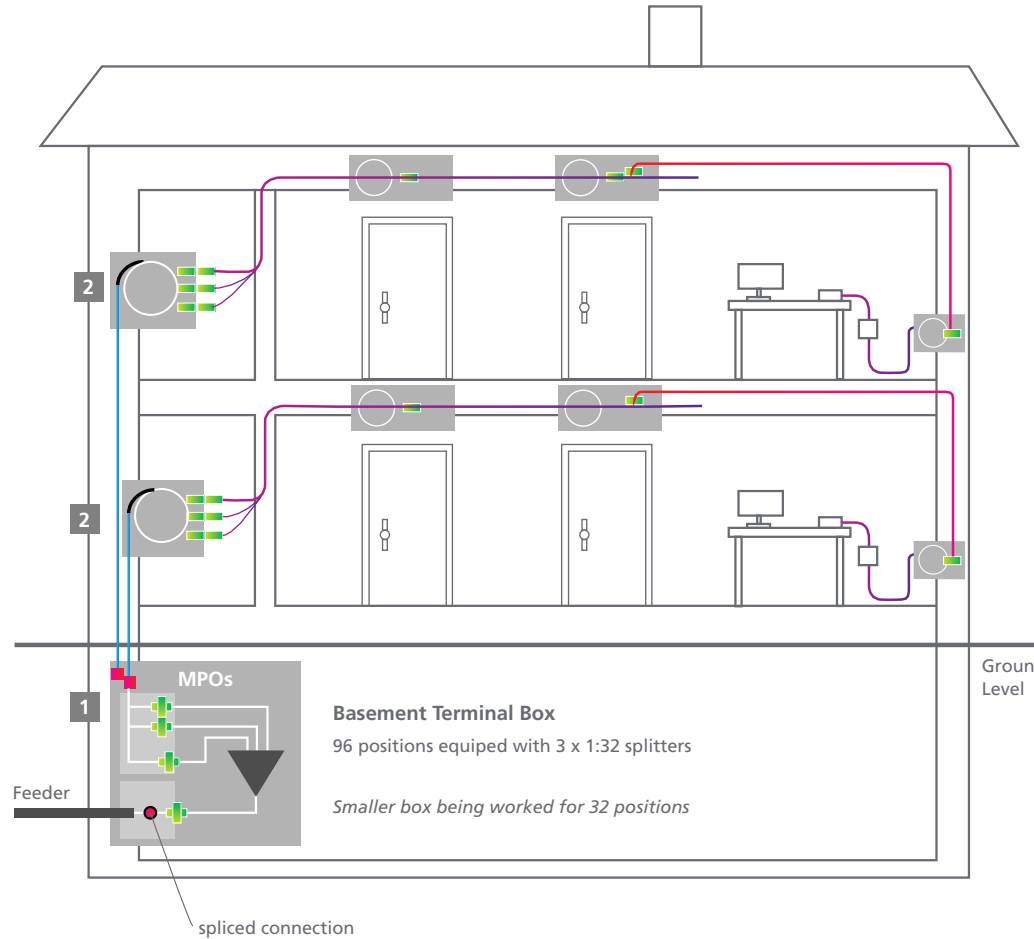 2
2
MPOs
1
Groun
Level
Basement Terminal Box
96 positions equiped with 3 x 1:32 splitters
Feeder
Smaller box being worked for 32 positions
spliced connection